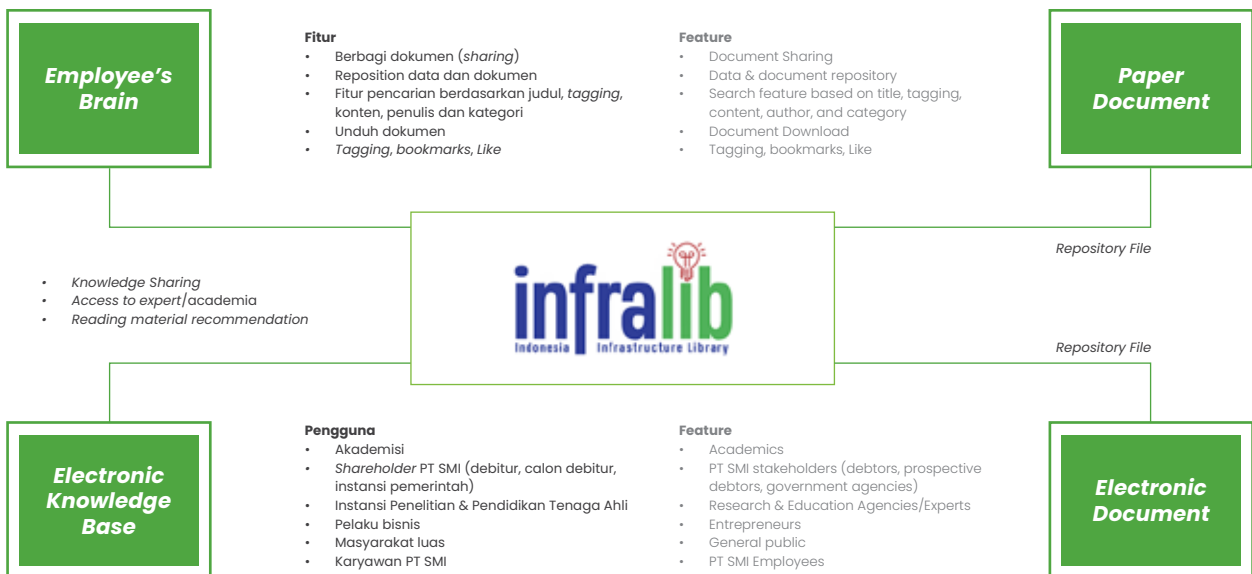 Employee's
Brain
Fitur
• Berbagi dokumen (sharing)
• Reposition data dan dokumen
• Fitur pencarian berdasarkan judul, tagging,
konten, penulis dan kategori
• Unduh dokumen
• Tagging, bookmarks, Like
Feature
• Document Sharing
• Data & document repository
• Search feature based on title, tagging,
content, author, and category
• Document Download
• Tagging, bookmarks, Like
Paper
Document
• Knowledge Sharing
• Access to expert/academia
• Reading material recommendation
infralib
Indonesia Infrastructure Library
Repository File
Repository File
Electronic
Knowledge
Base
Pengguna
• Akademisi
• Shareholder PT SMI (debitur, calon debitur,
instansi pemerintah)
• Instansi Penelitian & Pendidikan Tenaga Ahli
• Pelaku bisnis
• Masyarakat luas
• Karyawan PT SMI
Feature
• Academics
• PT SMI stakeholders (debtors, prospective
debtors, government agencies)
• Research & Education Agencies/Experts
• Entrepreneurs
• General public
• PT SMI Employees
Electronic
Document